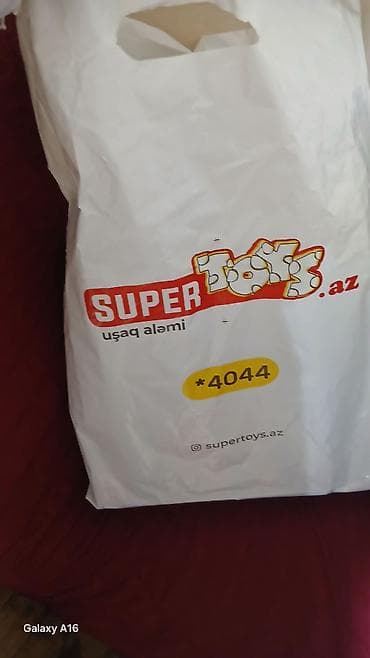 SUPER TOYS.az
uşaq aləmi
*4044
supertoys.az
Galaxy A16